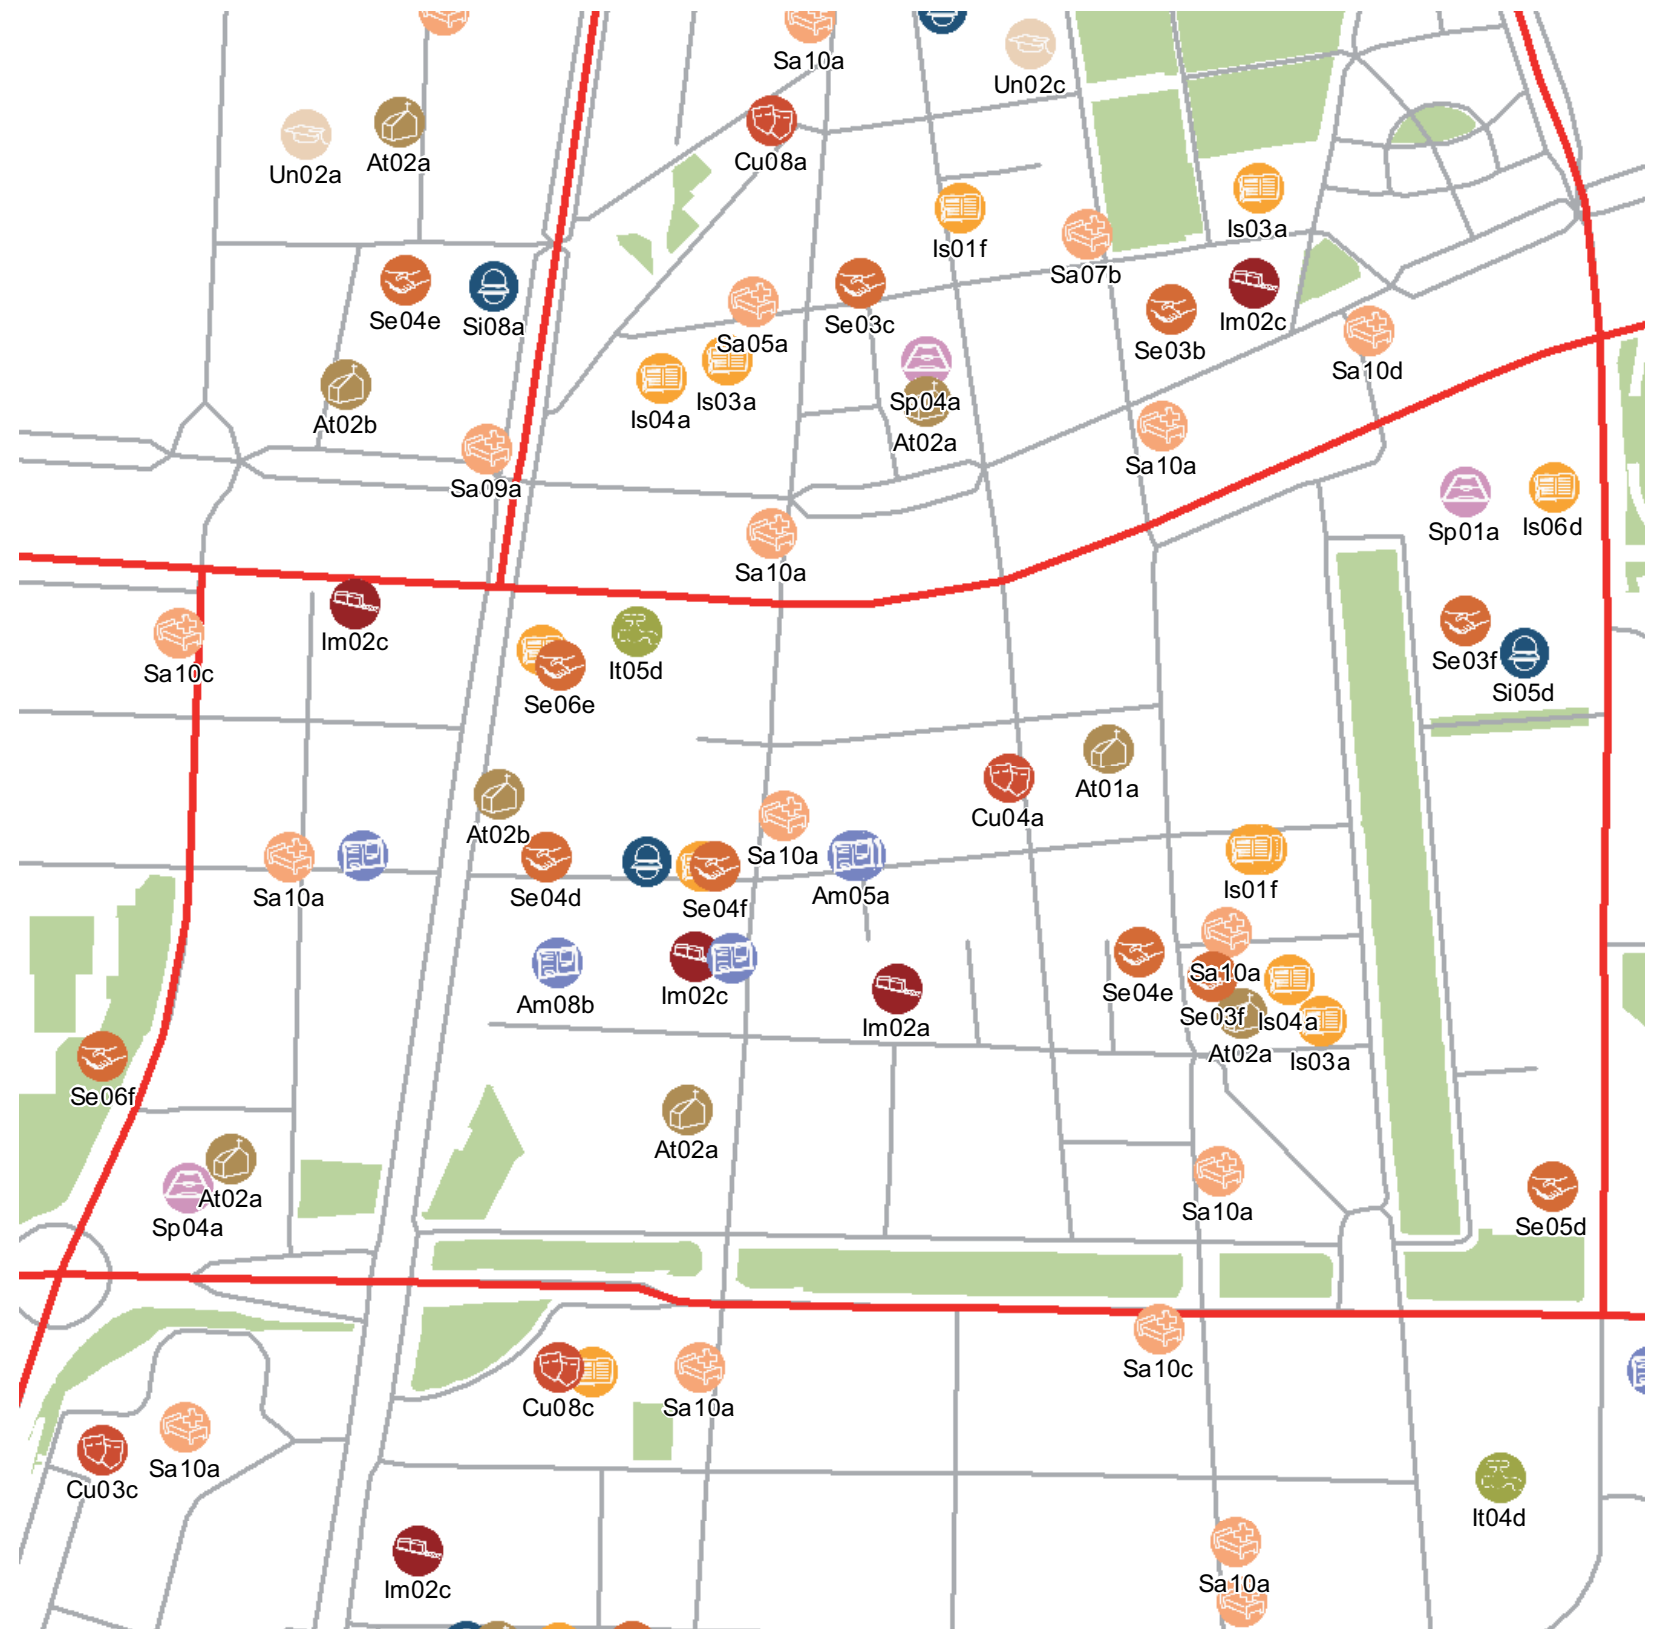 Sa10a
Un02c
Un02a
At02a
Cu08a
Is01f
Is03a
Sa07b
Se04e
Si08a
Se03c
Im02c
Sa05a
Se03b
Sa10d
Is04a
Is03a
Sp04a
At02b
At02a
Sa10a
Sa09a
Sp01a
Is06d
Sa10a
Im02c
Sa10c
It05d
Se03f
Si05d
Se06e
At01a
Cu04a
At02b
Sa10a
Sa10a
Se04d
Se04f
Am05a
Is01f
Sa10a
Am08b
Im02c
Im02a
Se04e
Se03f
Is04a
At02a
Is03a
Se06f
At02a
At02a
Sp04a
Sa10a
Se05d
Sa10c
Cu08c
Sa10a
Cu03c
Sa10a
It04d
Im02c
Sa10a